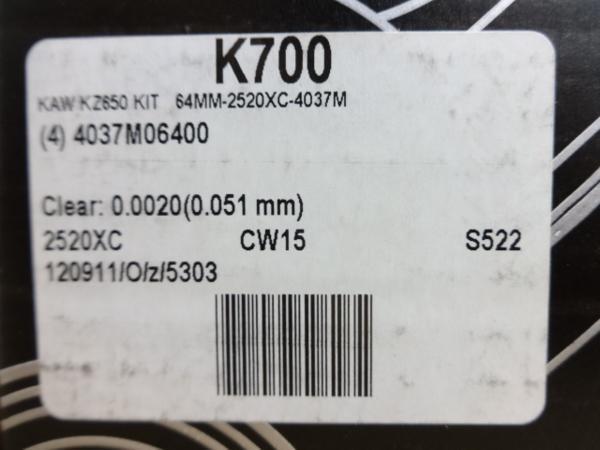 K700
KAW KZ650 KIT 64MM-2520XC-4037M
(4) 4037M06400
Clear: 0.0020(0.051 mm)
2520XC CW15 S522
120911/O/z/5303